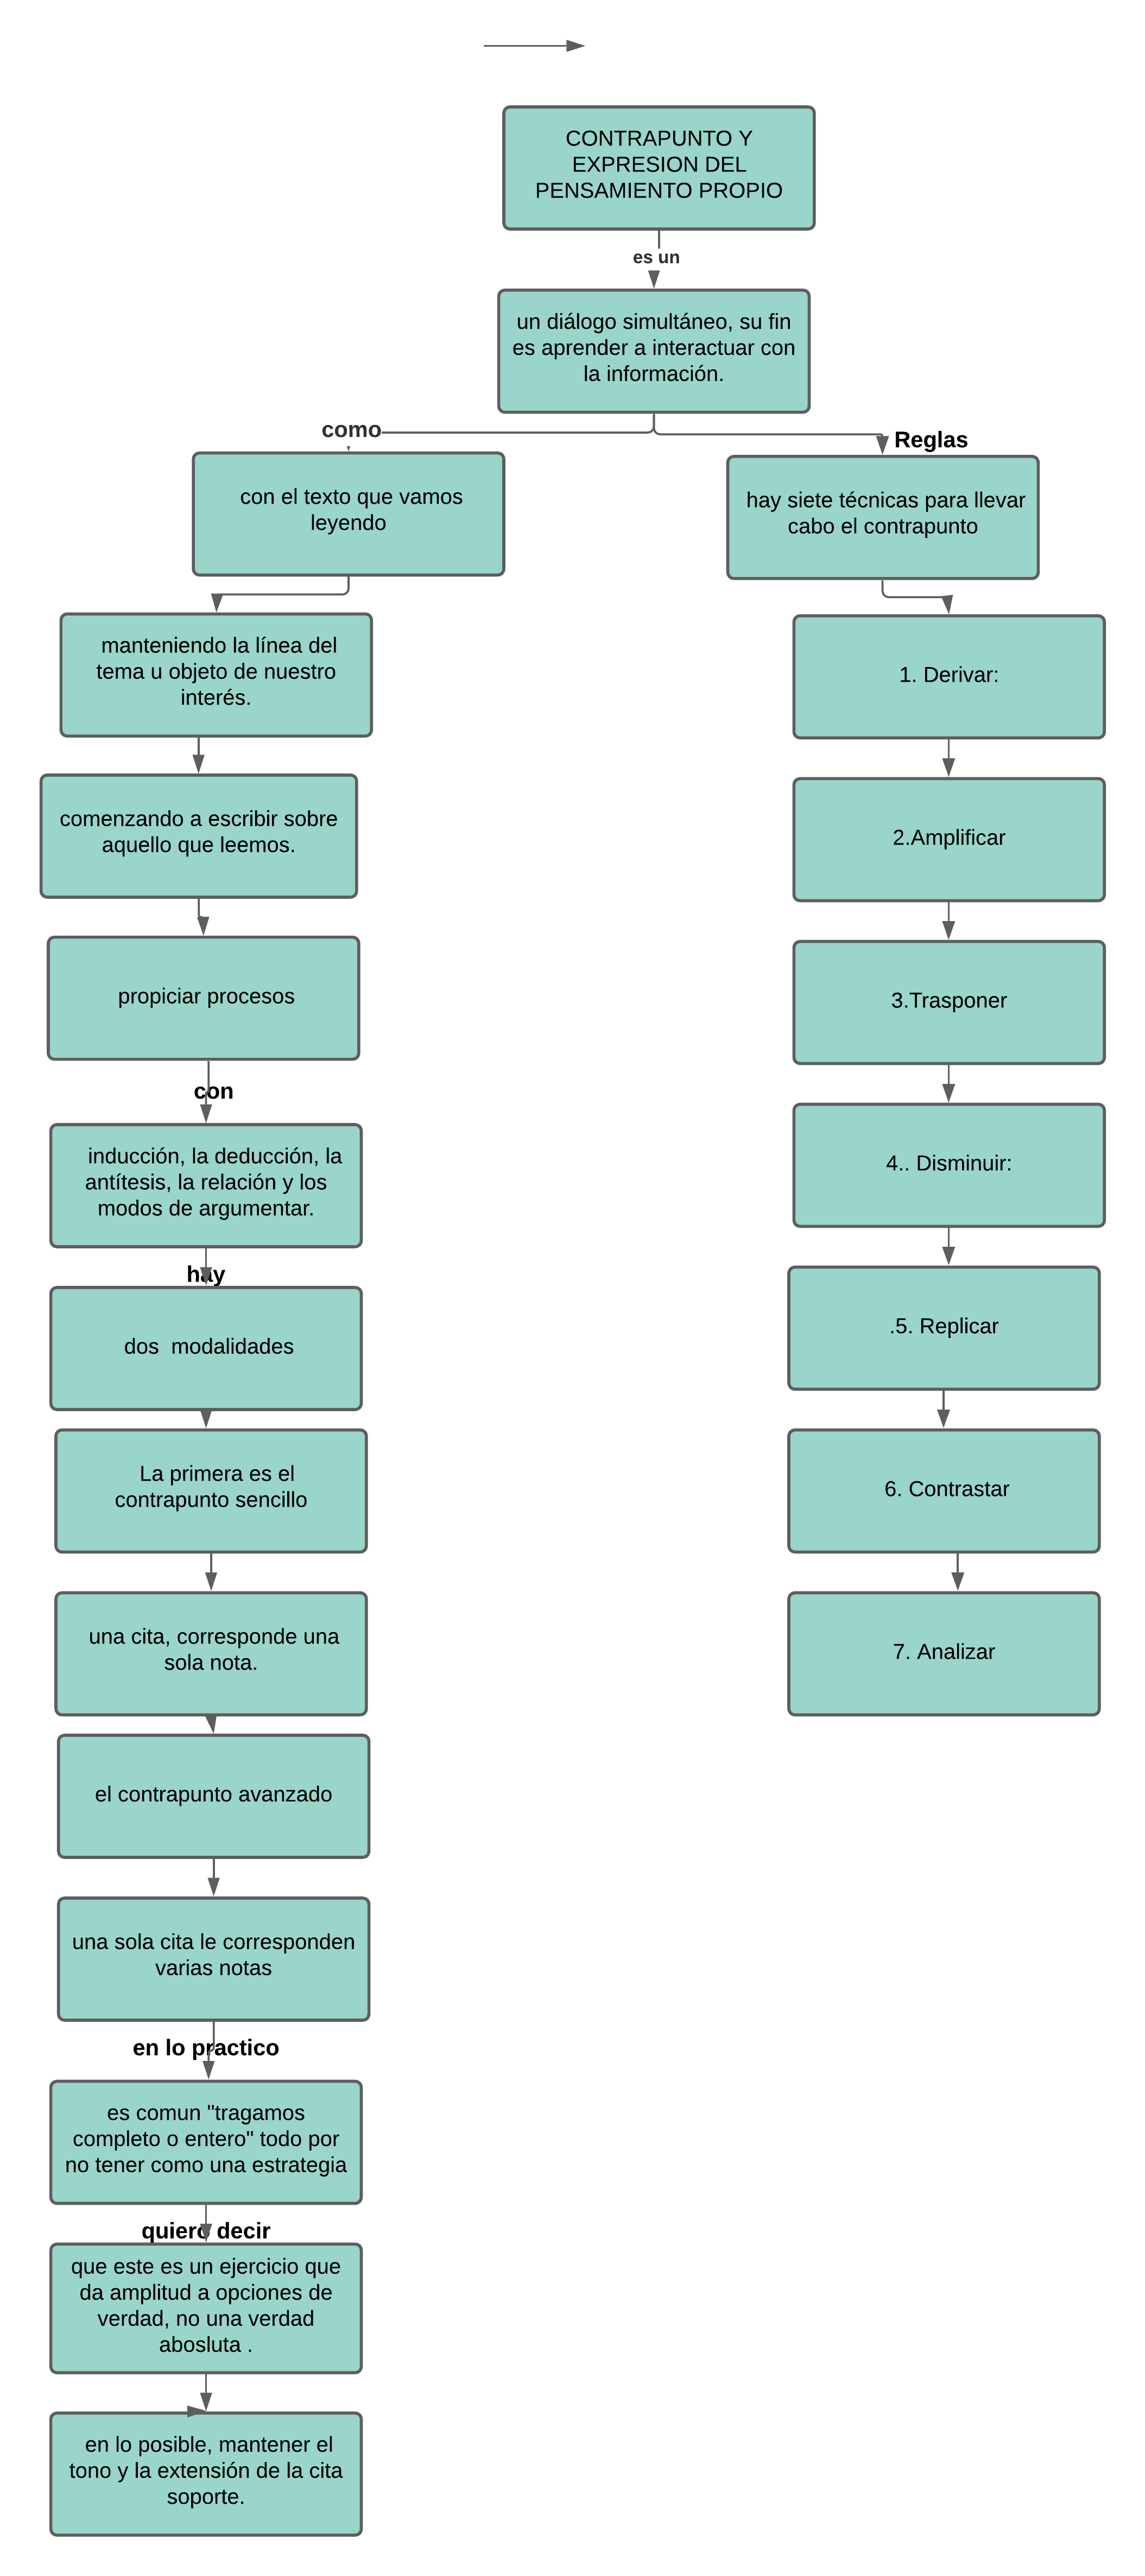 CONTRAPUNTO Y
EXPRESION DEL
PENSAMIENTO PROPIO
es un
un diálogo simultáneo, su fin
es aprender a interactuar con
la información.
como
con el texto que vamos
leyendo
manteniendo la línea del
tema u objeto de nuestro
interés.
comenzando a escribir sobre
aquello que leemos.
propiciar procesos
con
inducción, la deducción, la
antítesis, la relación y los
modos de argumentar.
hay
dos  modalidades
La primera es el
contrapunto sencillo
una cita, corresponde una
sola nota.
el contrapunto avanzado
una sola cita le corresponden
varias notas
en lo practico
es comun "tragamos
completo o entero" todo por
no tener como una estrategia
quiero decir
que este es un ejercicio que
da amplitud a opciones de
verdad, no una verdad
abosluta .
en lo posible, mantener el
tono y la extensión de la cita
soporte.
Reglas
hay siete técnicas para llevar
cabo el contrapunto
1. Derivar:
2.Amplificar
3.Trasponer
4.. Disminuir:
.5. Replicar
6. Contrastar
7. Analizar